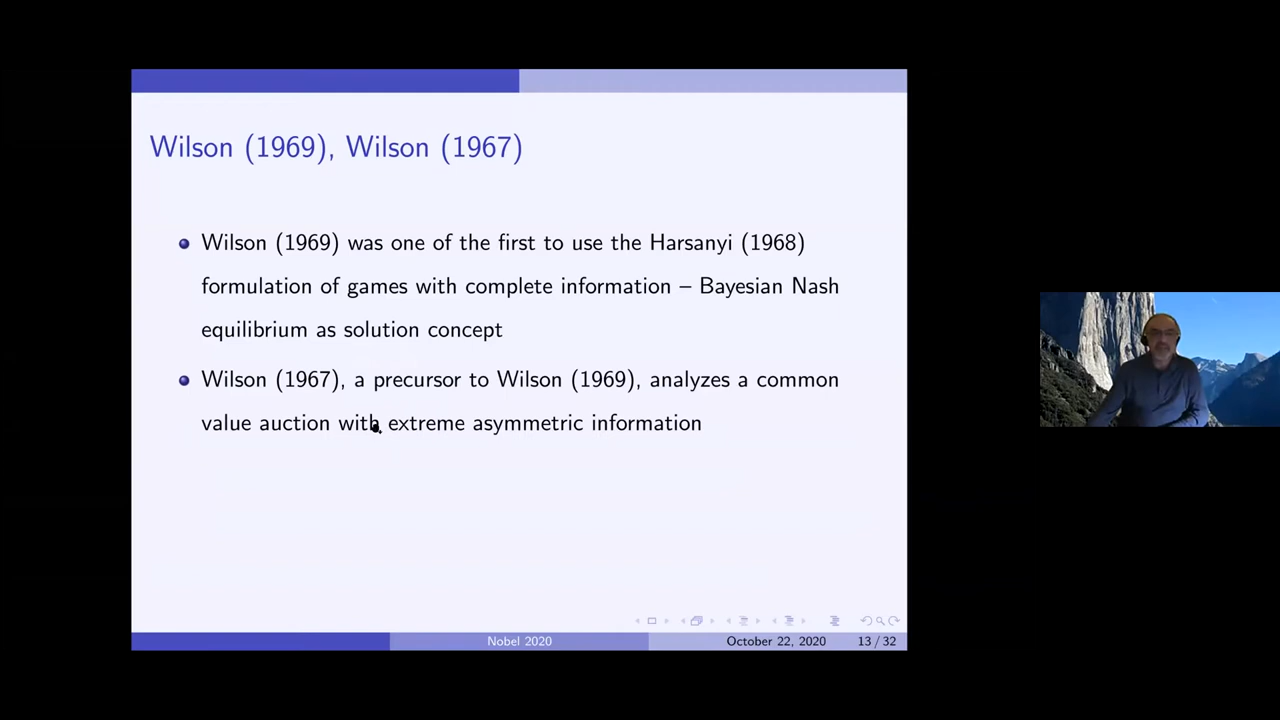 Wilson (1969), Wilson (1967)
Wilson (1969) was one of the first to use the Harsanyi (1968)
formulation of games with complete information – Bayesian Nash
equilibrium as solution concept
Wilson (1967), a precursor to Wilson (1969), analyzes a common
value auction with extreme asymmetric information
Nobel 2020
October 22, 2020
13 / 32